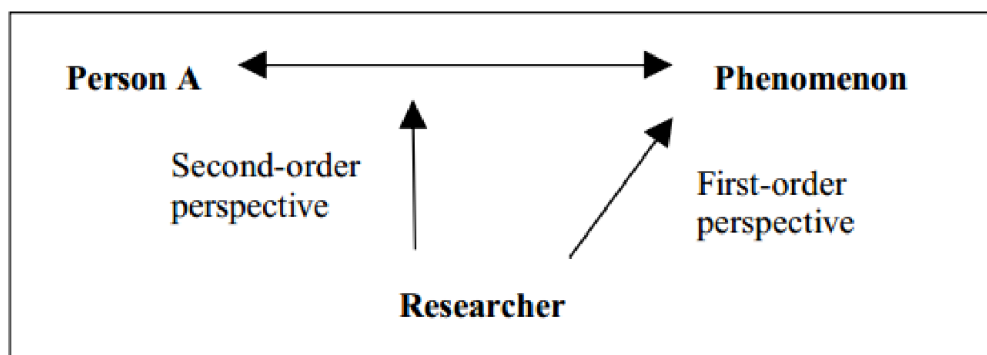 Person A
Phenomenon
Second-order
perspective
First-order
perspective
Researcher